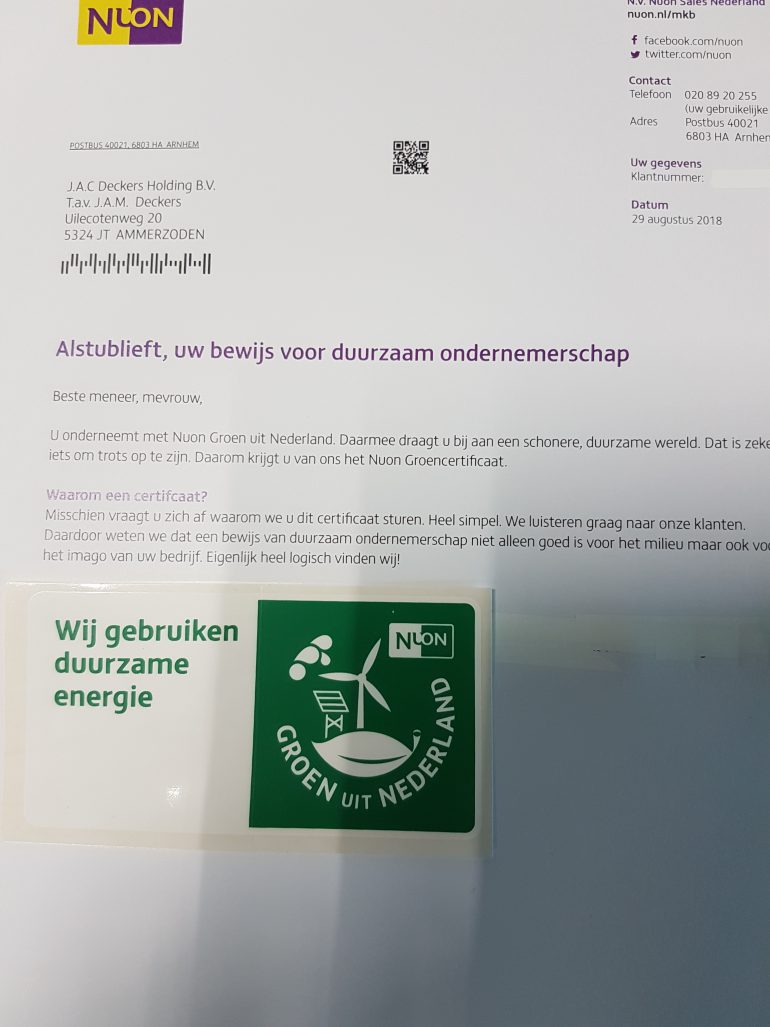 NUON
N.V. Nuon Sales Nederland
nuon.nl/mkb
facebook.com/nuon
twitter.com/nuon
Contact
Telefoon 020 89 20 255
(uw gebruikelijke
Adres Postbus 40021
6803 HA Arnhem
Uw gegevens
Klantnummer:
Datum
29 augustus 2018
POSTBUS 40021, 6803 HA ARNHEM
J.A.C Deckers Holding B.V.
T.a.v. J.A.M. Deckers
Uilecotenweg 20
5324 JT AMMERZODEN
Alstublieft, uw bewijs voor duurzaam ondernemerschap
Beste meneer, mevrouw,
U onderneemt met Nuon Groen uit Nederland. Daarmee draagt u bij aan een schonere, duurzame wereld. Dat is zeke
iets om trots op te zijn. Daarom krijgt u van ons het Nuon Groencertificaat.
Waarom een certifcaat?
Misschien vraagt u zich af waarom we u dit certificaat sturen. Heel simpel. We luisteren graag naar onze klanten.
Daardoor weten we dat een bewijs van duurzaam ondernemerschap niet alleen goed is voor het milieu maar ook voo
het imago van uw bedrijf. Eigenlijk heel logisch vinden wij!
Wij gebruiken
duurzame
energie
NUON
GROEN UIT NEDERLAND